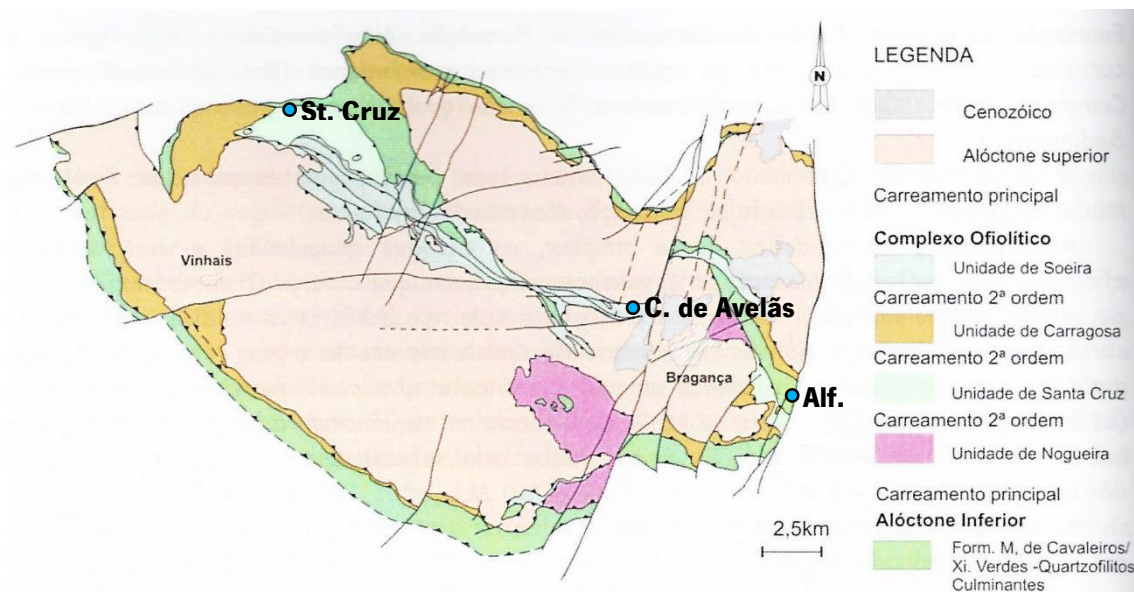 St. Cruz
Vinhais
C. de Avelãs
Bragança
Alf.
N
2,5km
LEGENDA
Cenozóico
Alóctone superior
Carreamento principal
Complexo Ofiolítico
Unidade de Soeira
Carreamento 2ª ordem
Unidade de Carragosa
Carreamento 2ª ordem
Unidade de Santa Cruz
Carreamento 2ª ordem
Unidade de Nogueira
Carreamento principal
Alóctone Inferior
Form. M, de Cavaleiros/
Xi. Verdes -Quartzofilitos
Culminantes